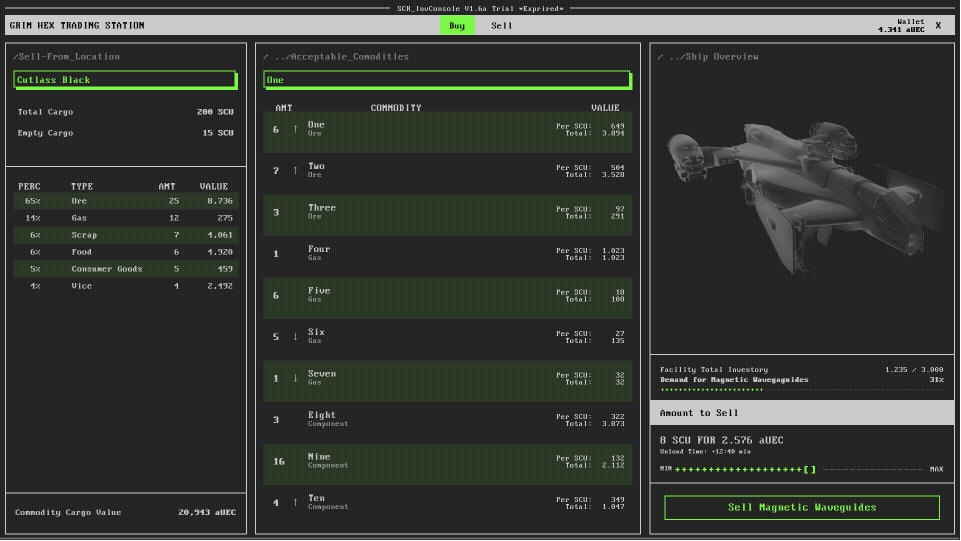 SCR_InvConsole V1.6a Trial *Exprired*
GRIM HEX TRADING STATION
Buy
Sell
Wallet
4.341 aUEC
X
/Sell-From_Location
Cutlass Black
Total Cargo 200 SCU
Empty Cargo 15 SCU
PERC TYPE AMT VALUE
65% Ore 25 8,736
14% Gas 12 275
6% Scrap 7 4,061
6% Food 6 4,920
5% Consumer Goods 5 459
4% Vice 4 2,492
Commodity Cargo Value 20,943 aUEC
/ ../Acceptable_Comodities
One
AMT COMMODITY VALUE
6 ↑ One Per SCU: 649
Ore Total: 3.894
7 ↑ Two Per SCU: 504
Ore Total: 3.528
3 Three Per SCU: 97
Ore Total: 291
1 Four Per SCU: 1.023
Gas Total: 1.023
6 Five Per SCU: 18
Gas Total: 108
5 ↓ Six Per SCU: 27
Gas Total: 135
1 ↓ Seven Per SCU: 32
Gas Total: 32
3 Eight Per SCU: 322
Component Total: 3.873
16 Nine Per SCU: 132
Component Total: 2.112
4 ↑ Ten Per SCU: 349
Component Total: 1.047
/ ../Ship Overview
Facility Total Inventory 1.235 / 3.000
Demand for Magnetic Wavegaguides 31%
Amount to Sell
8 SCU FOR 2.576 aUEC
Unload Time: +12:40 min
MIN MAX
Sell Magnetic Waveguides